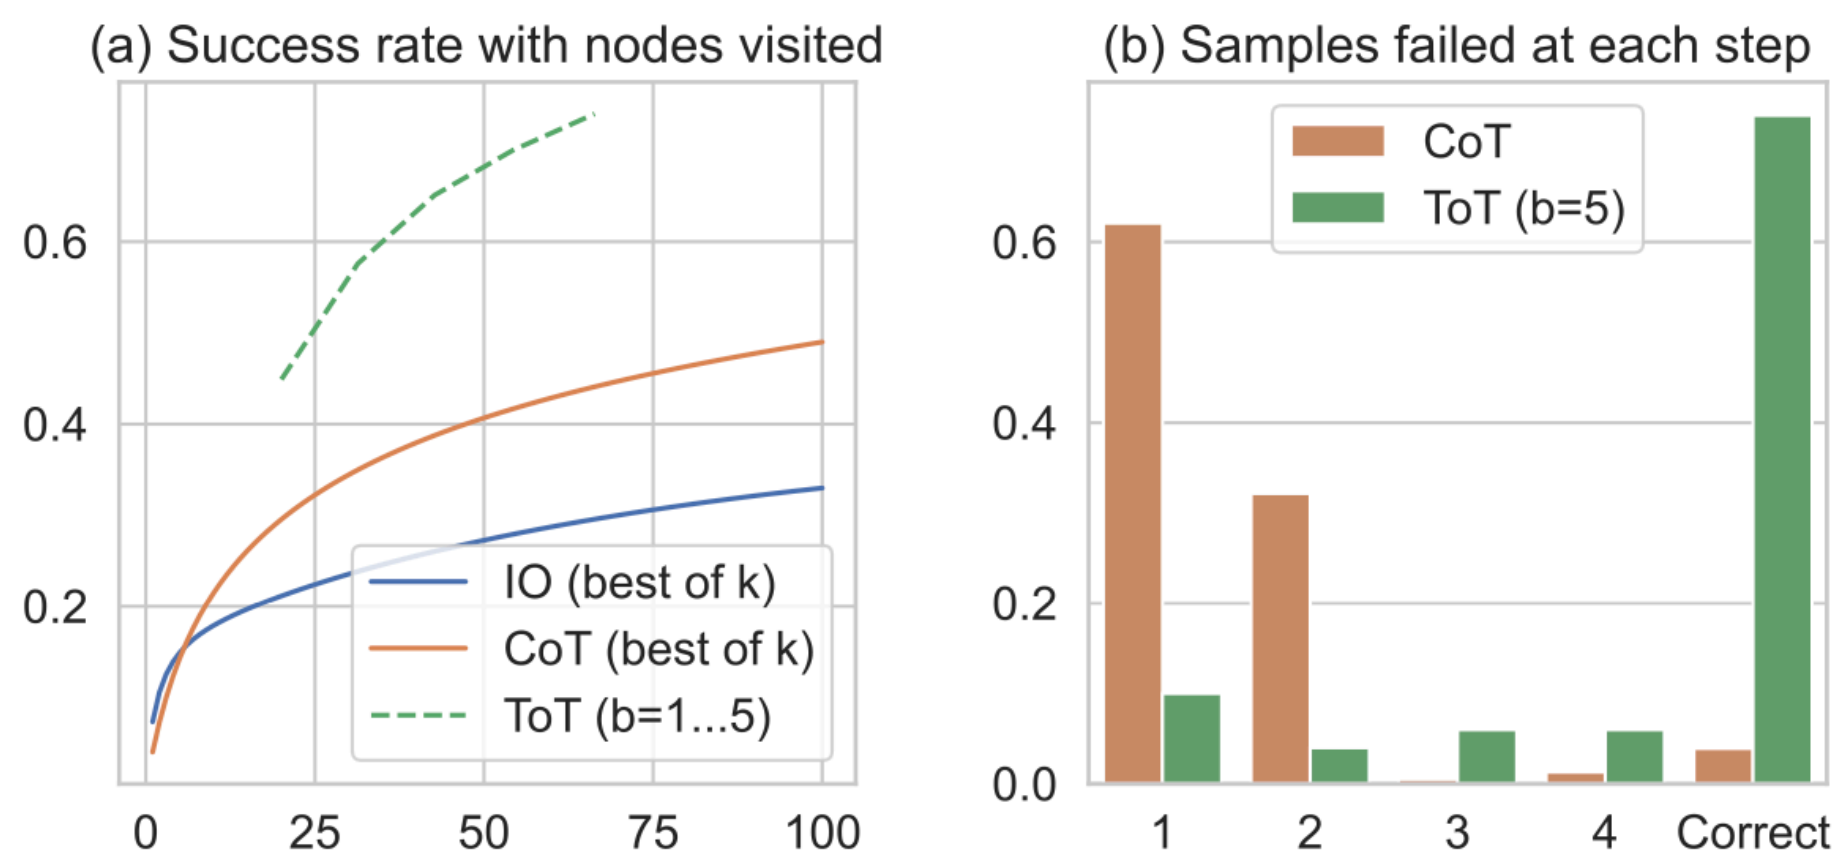 (a) Success rate with nodes visited
0.6
0.4
0.2
IO (best of k)
CoT (best of k)
ToT (b=1...5)
0 25 50 75 100
(b) Samples failed at each step
CoT
ToT (b=5)
0.6
0.4
0.2
0.0
1 2 3 4 Correct